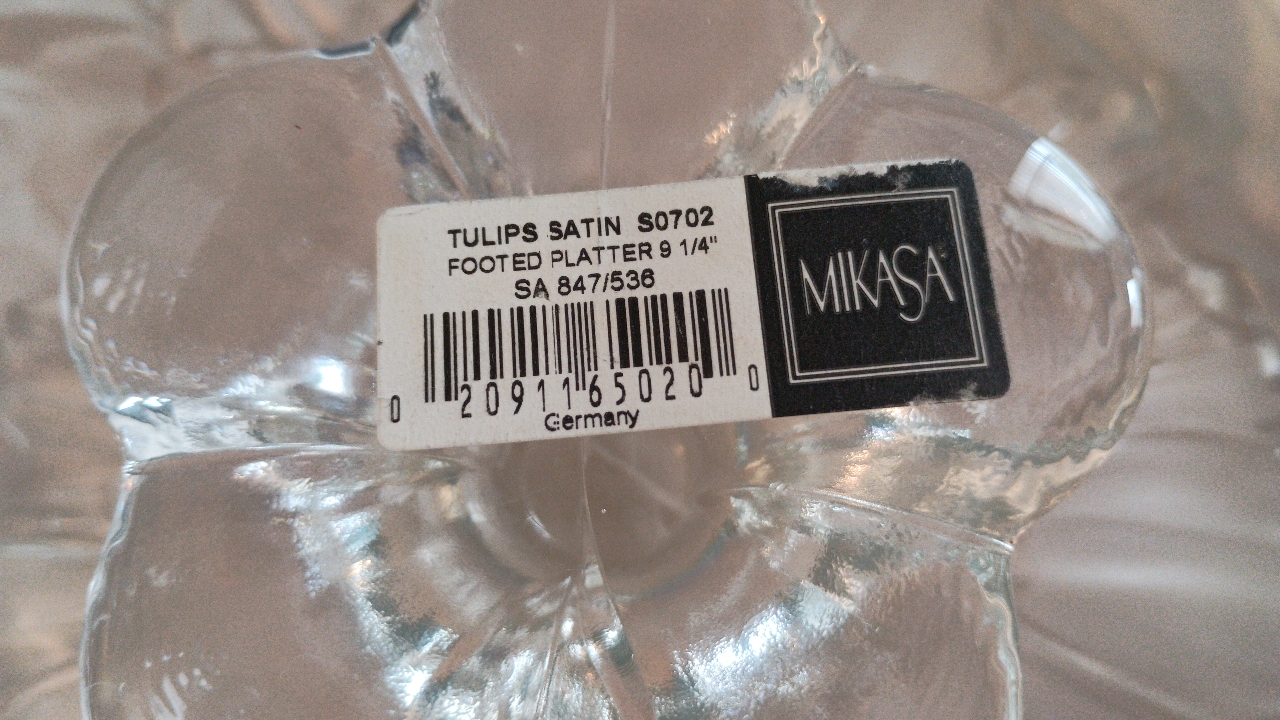 TULIPS SATIN S0702
FOOTED PLATTER 9 1/4"
SA 847/536
0 20911 65020 0
Germany
MIKASA